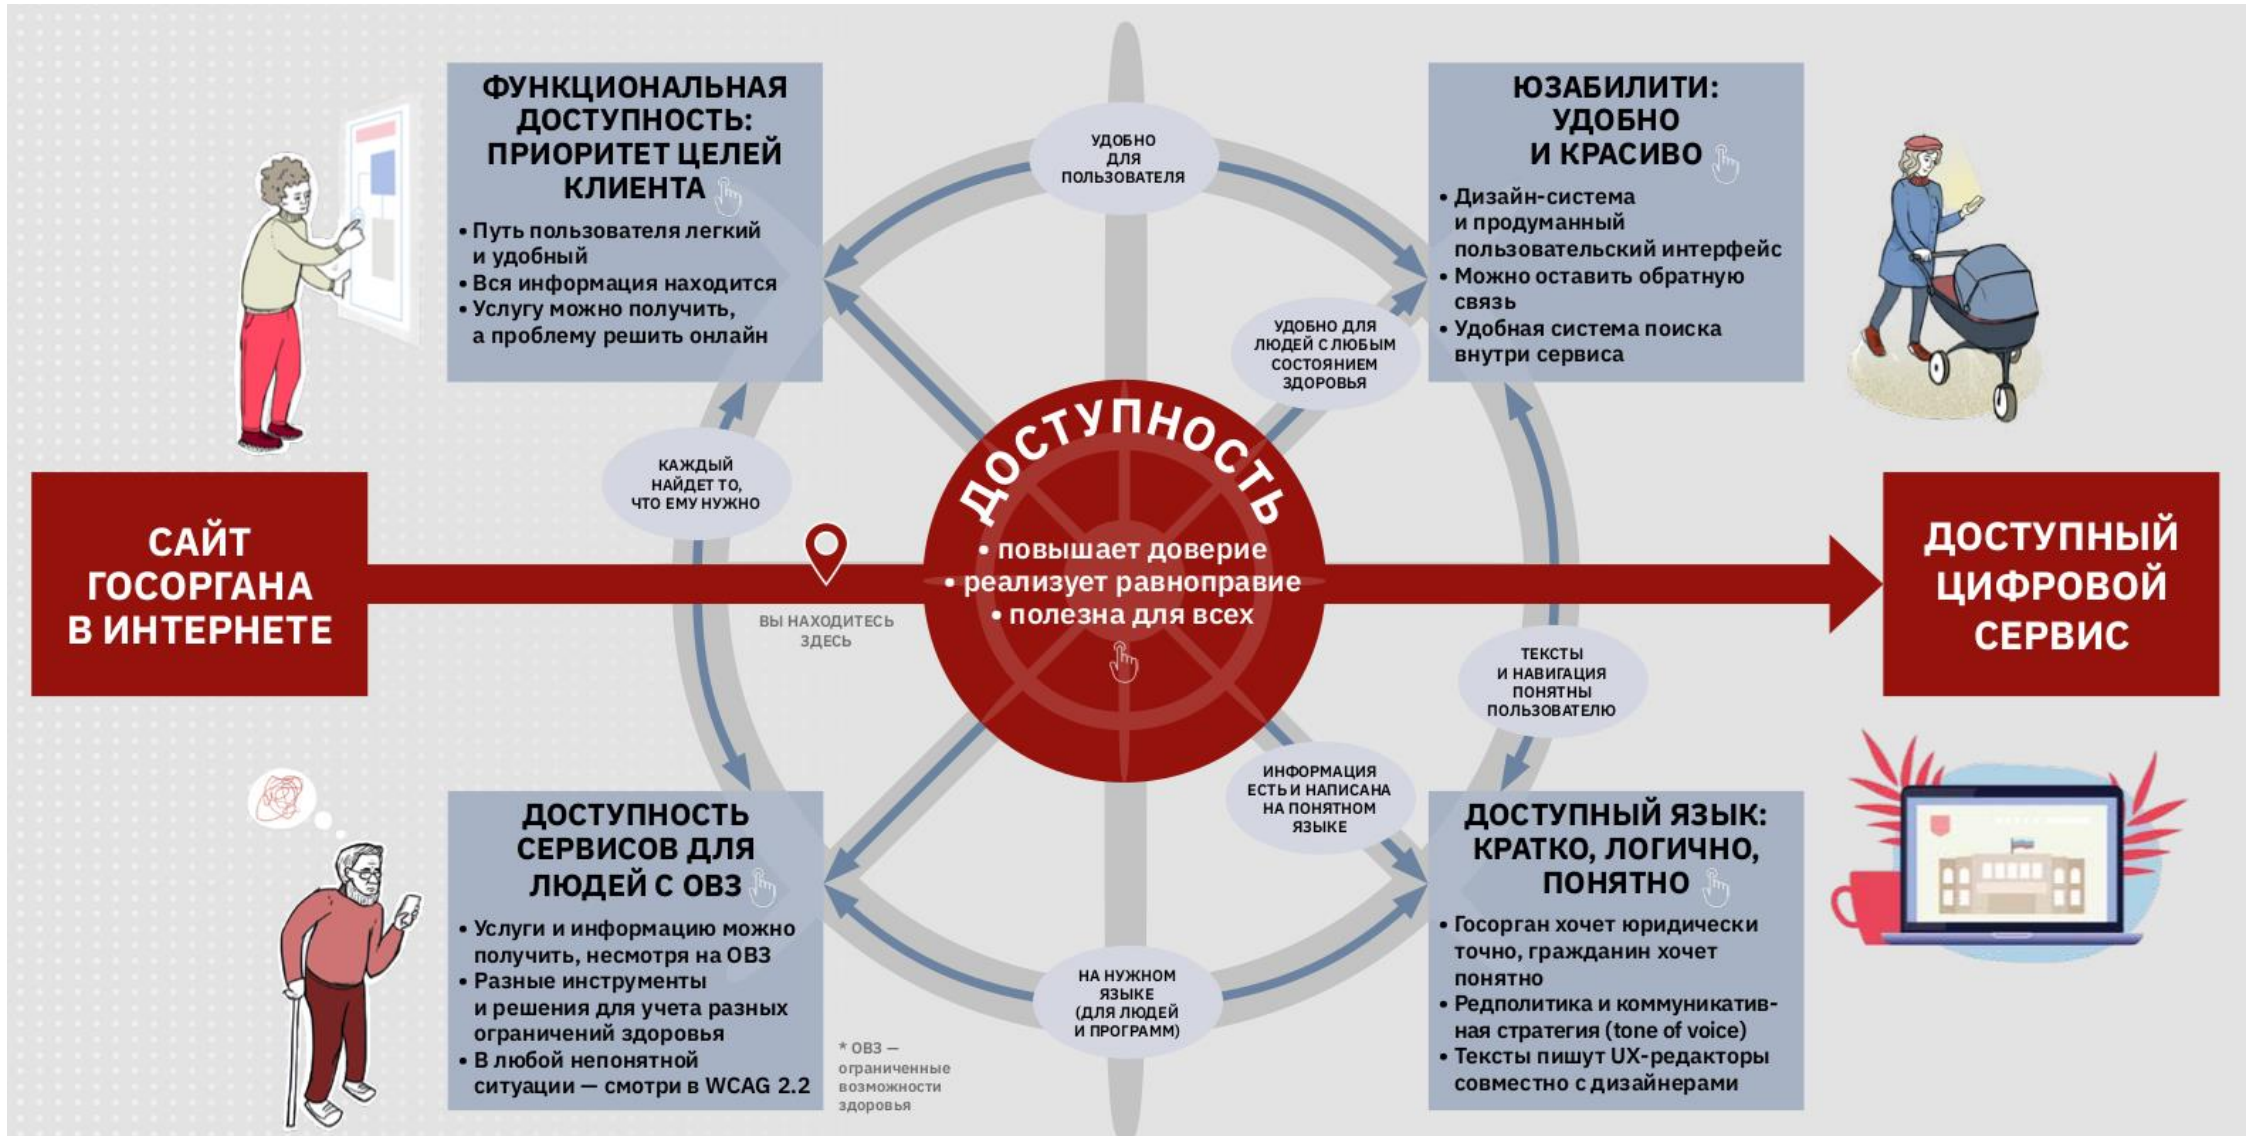 ФУНКЦИОНАЛЬНАЯ
ДОСТУПНОСТЬ:
ПРИОРИТЕТ ЦЕЛЕЙ
КЛИЕНТА
• Путь пользователя легкий
и удобный
• Вся информация находится
• Услугу можно получить,
а проблему решить онлайн
УДОБНО
ДЛЯ
ПОЛЬЗОВАТЕЛЯ
ЮЗАБИЛИТИ:
УДОБНО
И КРАСИВО
• Дизайн-система
и продуманный
пользовательский интерфейс
• Можно оставить обратную
связь
• Удобная система поиска
внутри сервиса
УДОБНО ДЛЯ
ЛЮДЕЙ С ЛЮБЫМ
СОСТОЯНИЕМ
ЗДОРОВЬЯ
КАЖДЫЙ
НАЙДЕТ ТО,
ЧТО ЕМУ НУЖНО
САЙТ
ГОСОРГАНА
В ИНТЕРНЕТЕ
ВЫ НАХОДИТЕСЬ
ЗДЕСЬ
ДОСТУПНОСТЬ
• повышает доверие
• реализует равноправие
• полезна для всех
ДОСТУПНЫЙ
ЦИФРОВОЙ
СЕРВИС
ТЕКСТЫ
И НАВИГАЦИЯ
ПОНЯТНЫ
ПОЛЬЗОВАТЕЛЮ
ИНФОРМАЦИЯ
ЕСТЬ И НАПИСАНА
НА ПОНЯТНОМ
ЯЗЫКЕ
ДОСТУПНОСТЬ
СЕРВИСОВ ДЛЯ
ЛЮДЕЙ С ОВЗ
• Услуги и информацию можно
получить, несмотря на ОВЗ
• Разные инструменты
и решения для учета разных
ограничений здоровья
• В любой непонятной
ситуации — смотри в WCAG 2.2
* ОВЗ —
ограниченные
возможности
здоровья
НА НУЖНОМ
ЯЗЫКЕ
(ДЛЯ ЛЮДЕЙ
И ПРОГРАММ)
ДОСТУПНЫЙ ЯЗЫК:
КРАТКО, ЛОГИЧНО,
ПОНЯТНО
• Госорган хочет юридически
точно, гражданин хочет
понятно
• Редполитика и коммуникатив-
ная стратегия (tone of voice)
• Тексты пишут UX-редакторы
совместно с дизайнерами